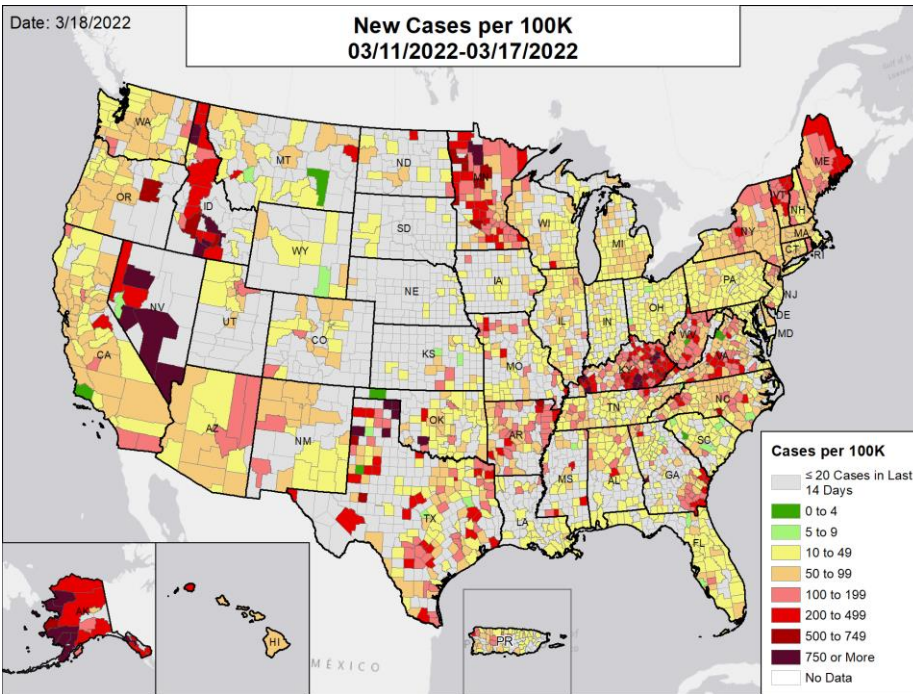 Date: 3/18/2022
New Cases per 100K
03/11/2022-03/17/2022
WA
MT
ND
MN
ME
OR
ID
SD
WI
MI
VT
NH
NY
MA
CT
RI
WY
NE
IA
PA
NJ
NV
UT
CO
IL
IN
OH
DE
MD
CA
KS
MO
WV
VA
KY
AZ
NM
OK
AR
TN
NC
SC
TX
LA
MS
AL
GA
FL
HI
PR
MEXICO
Cases per 100K
≤ 20 Cases in Last
14 Days
0 to 4
5 to 9
10 to 49
50 to 99
100 to 199
200 to 499
500 to 749
750 or More
No Data